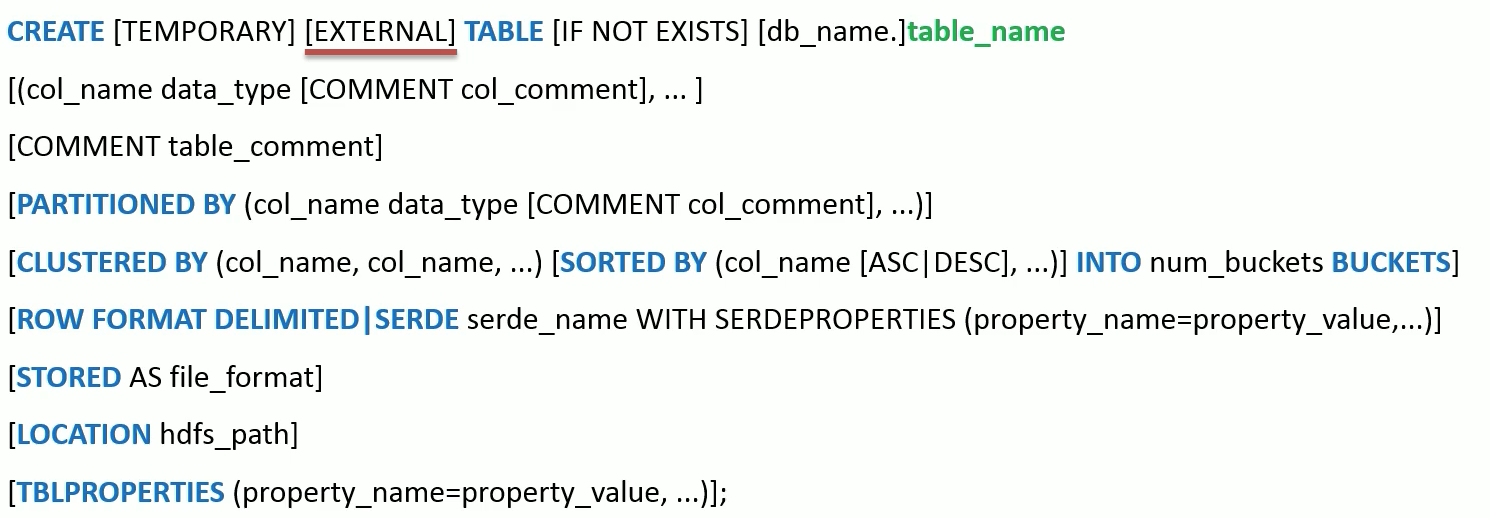 CREATE [TEMPORARY] [EXTERNAL] TABLE [IF NOT EXISTS] [db_name.]table_name
[(col_name data_type [COMMENT col_comment], ... ]
[COMMENT table_comment]
[PARTITIONED BY (col_name data_type [COMMENT col_comment], ...)]
[CLUSTERED BY (col_name, col_name, ...) [SORTED BY (col_name [ASC|DESC], ...)] INTO num_buckets BUCKETS]
[ROW FORMAT DELIMITED|SERDE serde_name WITH SERDEPROPERTIES (property_name=property_value,...)]
[STORED AS file_format]
[LOCATION hdfs_path]
[TBLPROPERTIES (property_name=property_value, ...)];